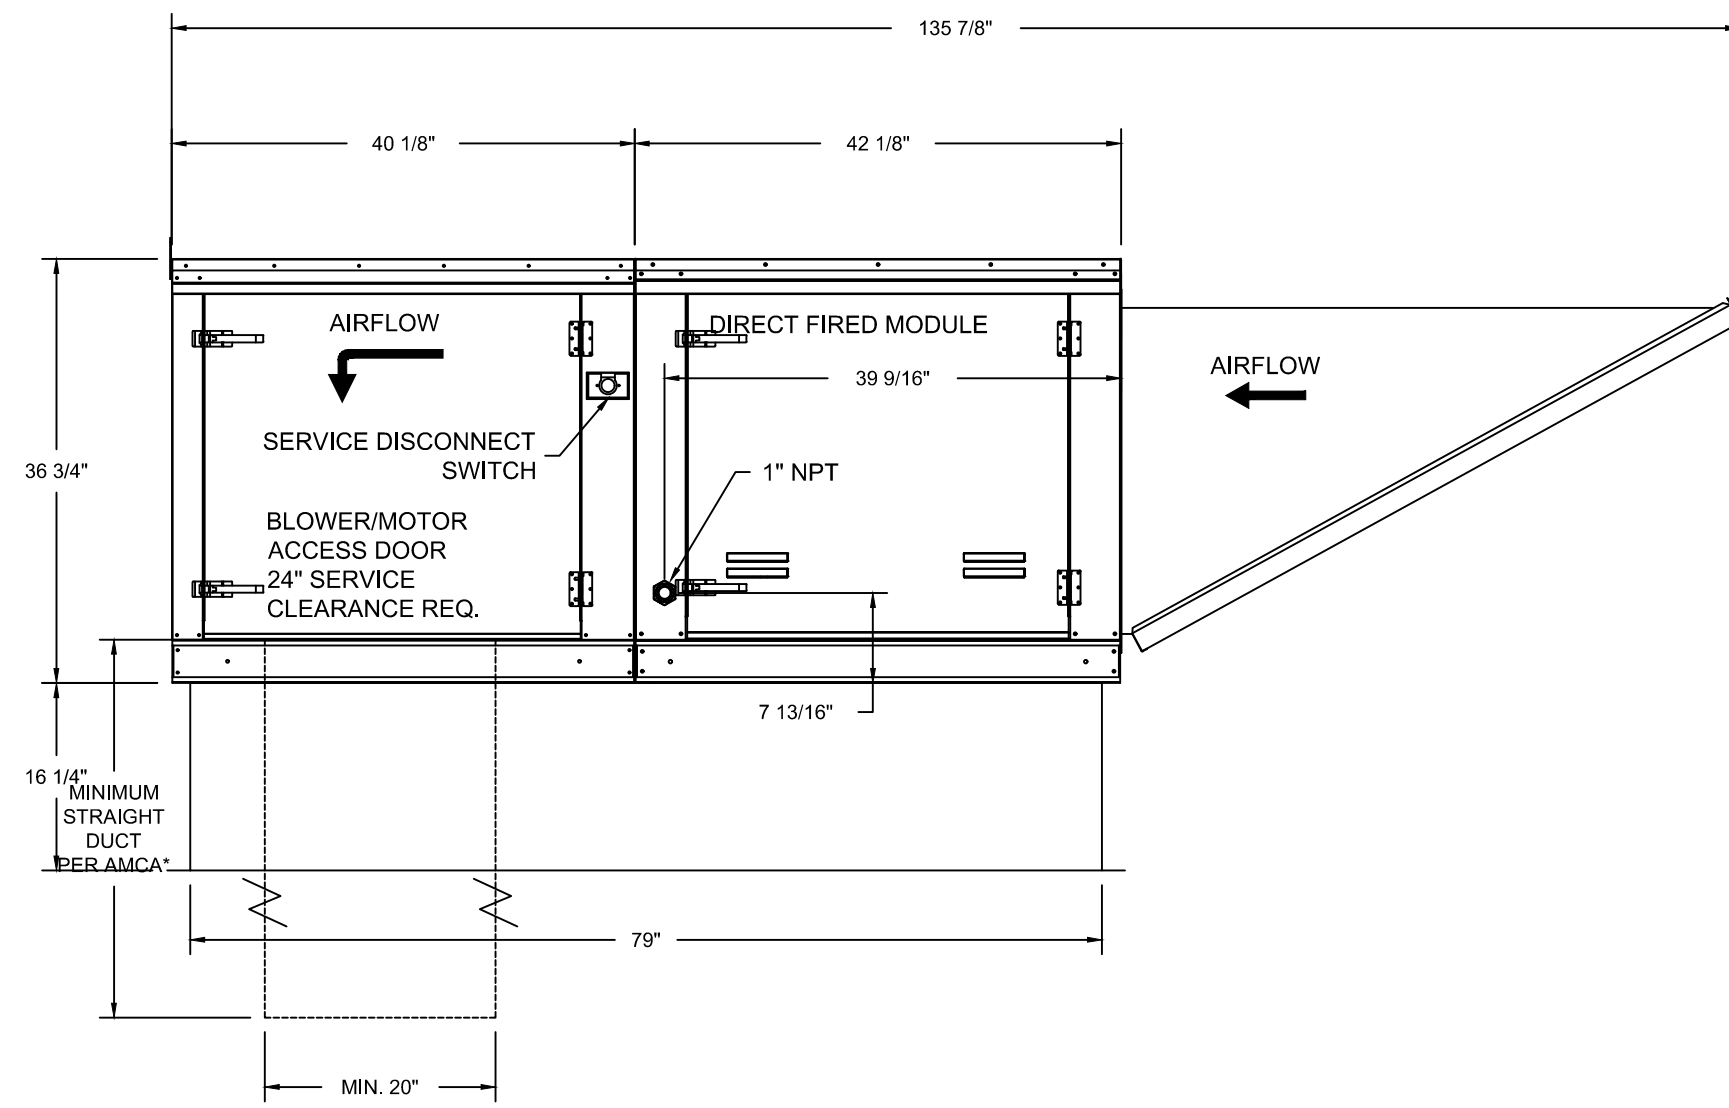 135 7/8"
40 1/8"
42 1/8"
AIRFLOW
DIRECT FIRED MODULE
39 9/16"
AIRFLOW
SERVICE DISCONNECT
SWITCH
36 3/4"
1" NPT
BLOWER/MOTOR
ACCESS DOOR
24" SERVICE
CLEARANCE REQ.
7 13/16"
16 1/4"
MINIMUM
STRAIGHT
DUCT
PER AMCA*
79"
MIN. 20"